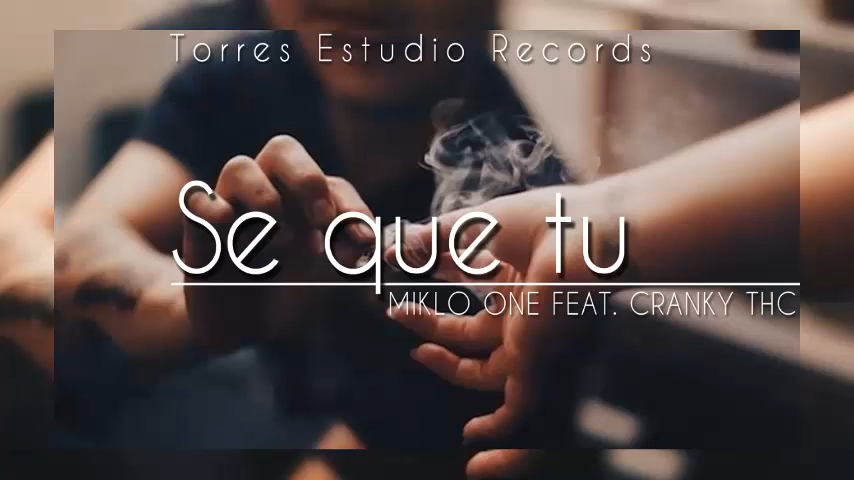 Torres Estudio Records
Se que tu
MIKLO ONE FEAT. CRANKY THC